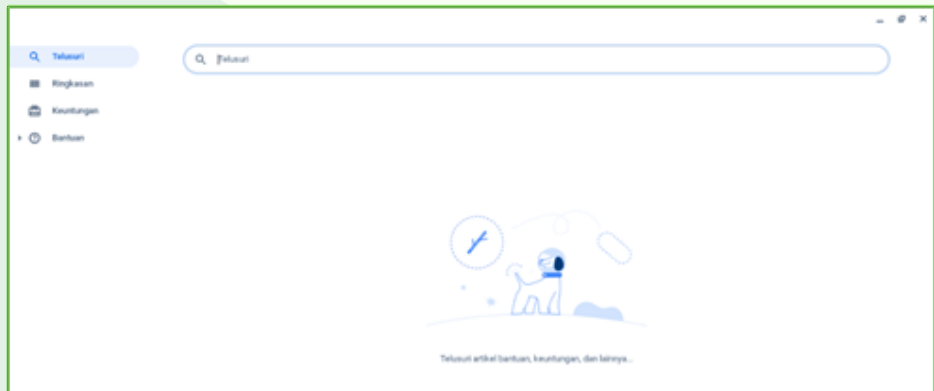 Telusuri
Ringkasan
Keuntungan
Bantuan
Telusuri
Telusuri artikel bantuan, keuntungan, dan lainnya...